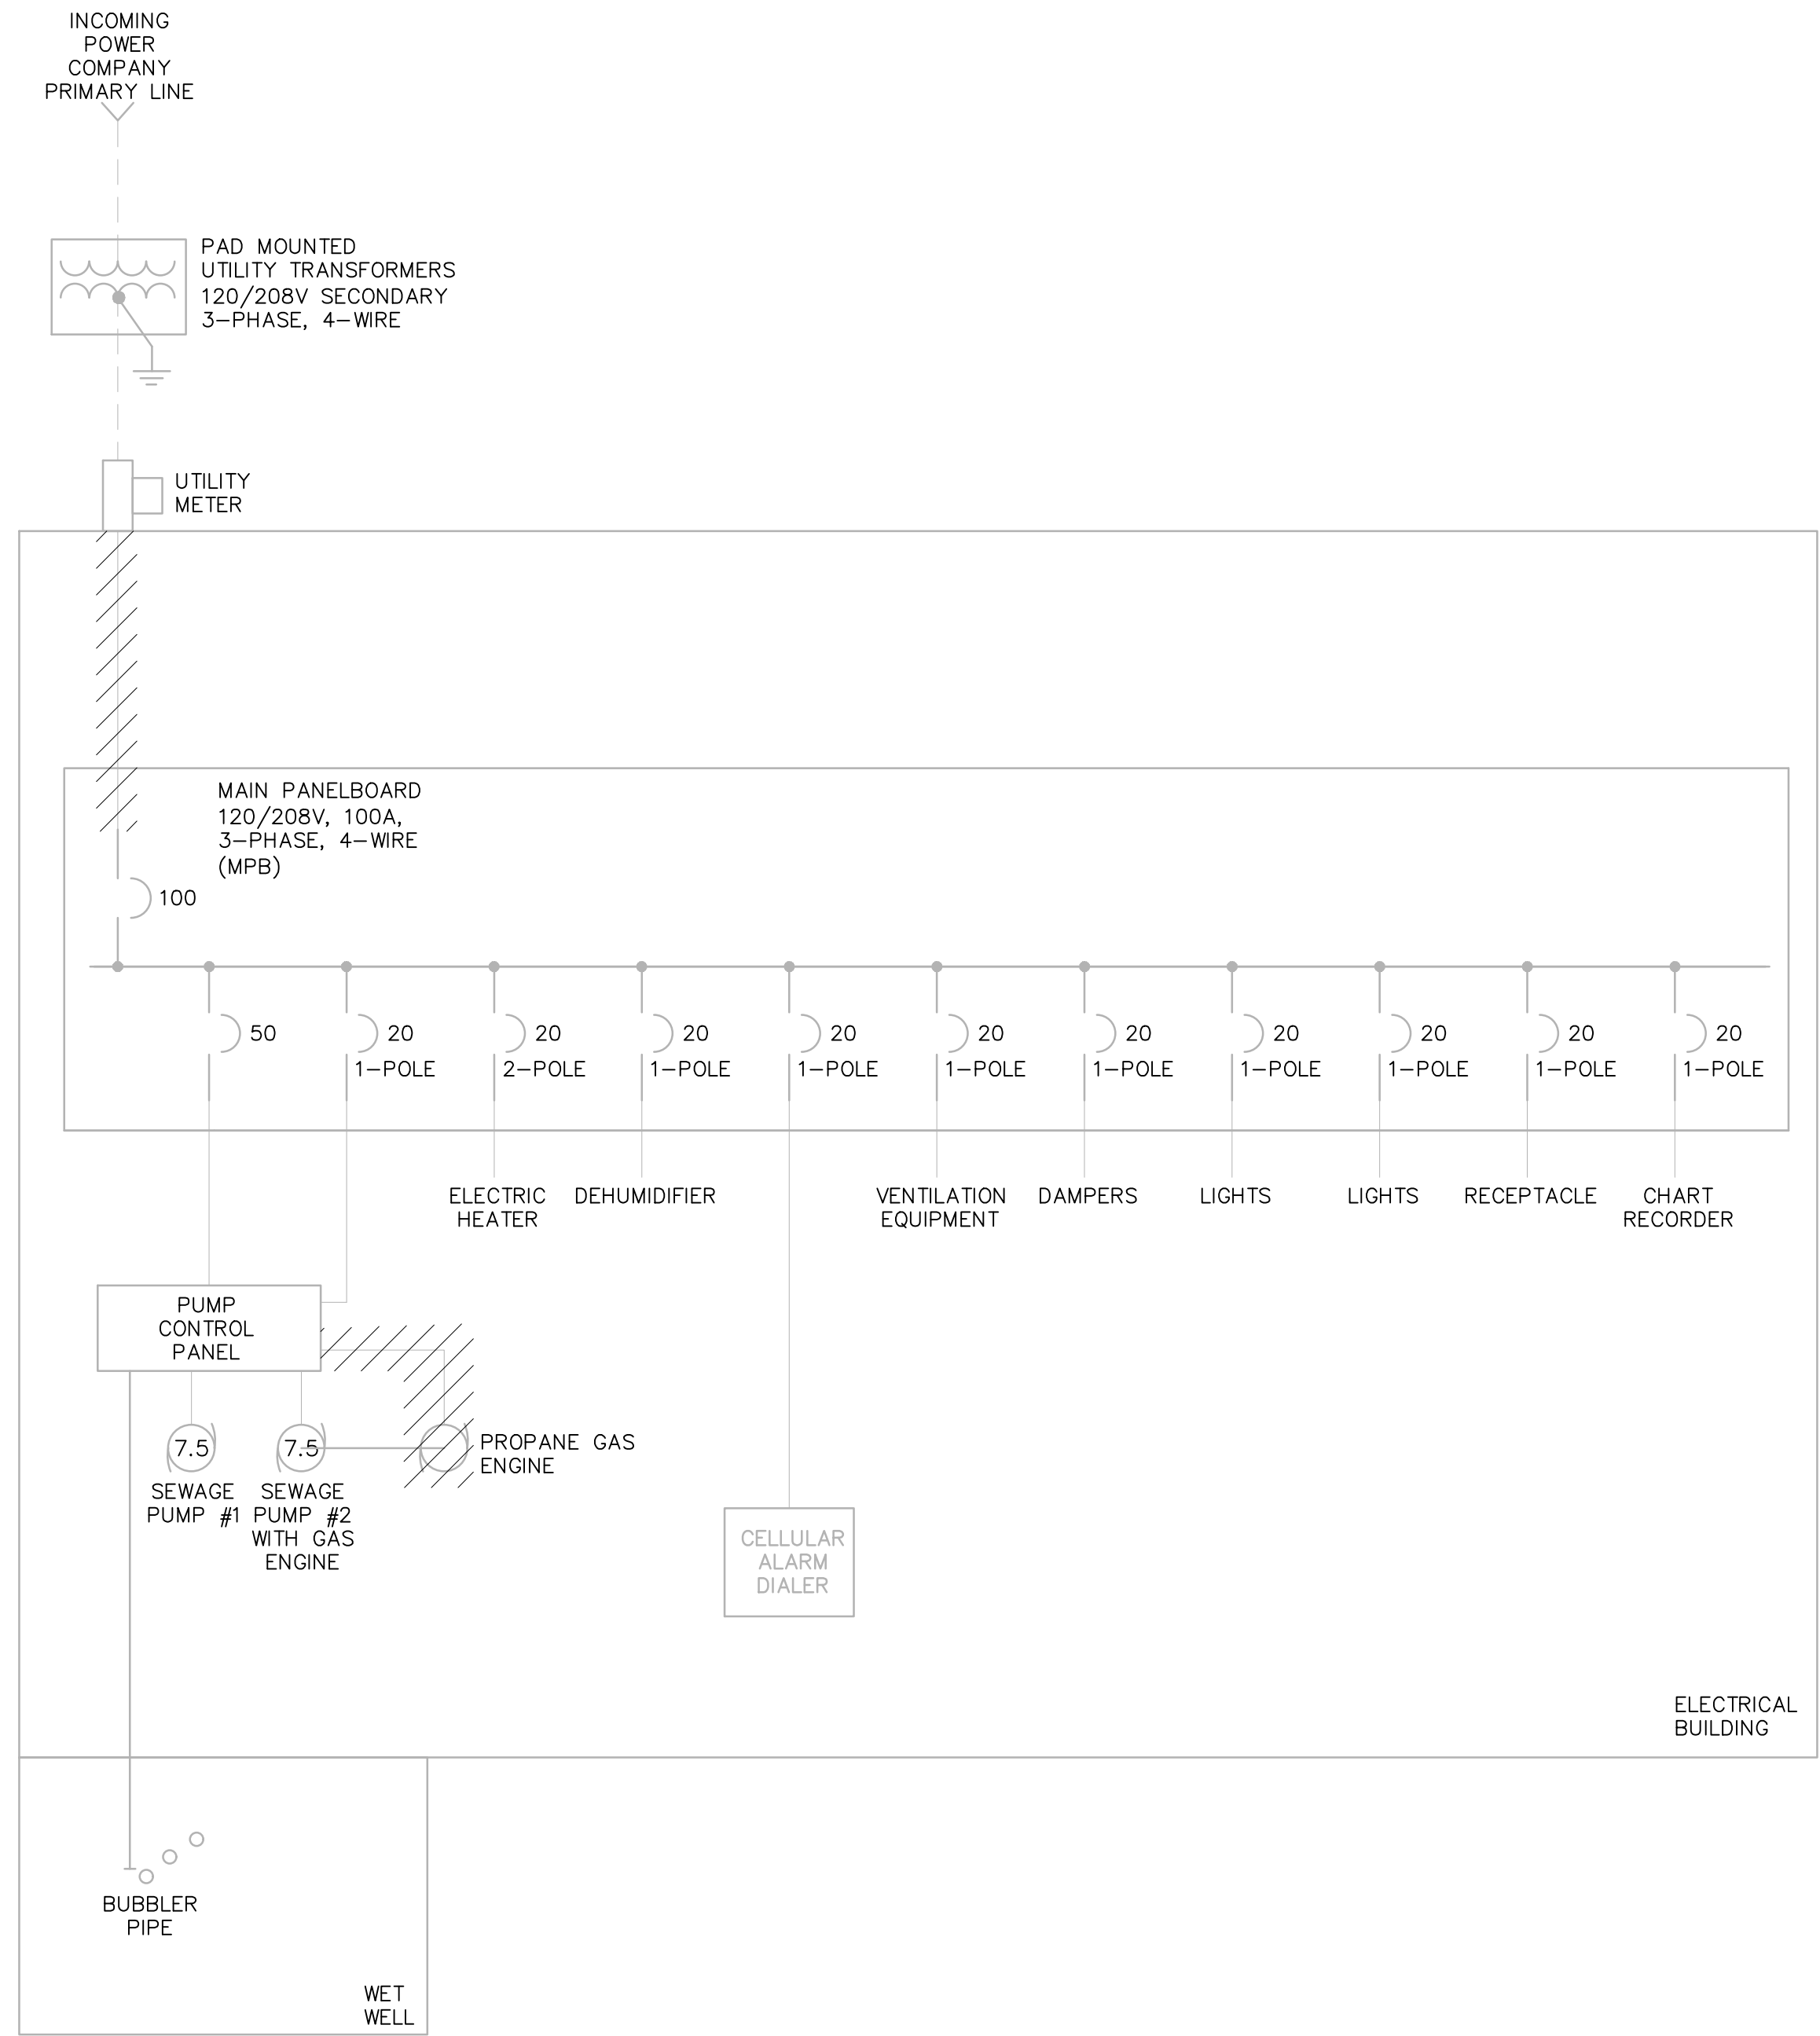 INCOMING
POWER
COMPANY
PRIMARY LINE
PAD MOUNTED
UTILITY TRANSFORMERS
120/208V SECONDARY
3-PHASE, 4-WIRE
UTILITY
METER
MAIN PANELBOARD
120/208V, 100A,
3-PHASE, 4-WIRE
(MPB)
100
50
20
1-POLE
20
2-POLE
20
1-POLE
20
1-POLE
20
1-POLE
20
1-POLE
20
1-POLE
20
1-POLE
20
1-POLE
20
1-POLE
ELECTRIC
HEATER
DEHUMIDIFIER
VENTILATION
EQUIPMENT
DAMPERS
LIGHTS
LIGHTS
RECEPTACLE
CHART
RECORDER
PUMP
CONTROL
PANEL
7.5
SEWAGE
PUMP #1
7.5
SEWAGE
PUMP #2
WITH GAS
ENGINE
PROPANE GAS
ENGINE
CELLULAR
ALARM
DIALER
ELECTRICAL
BUILDING
BUBBLER
PIPE
WET
WELL